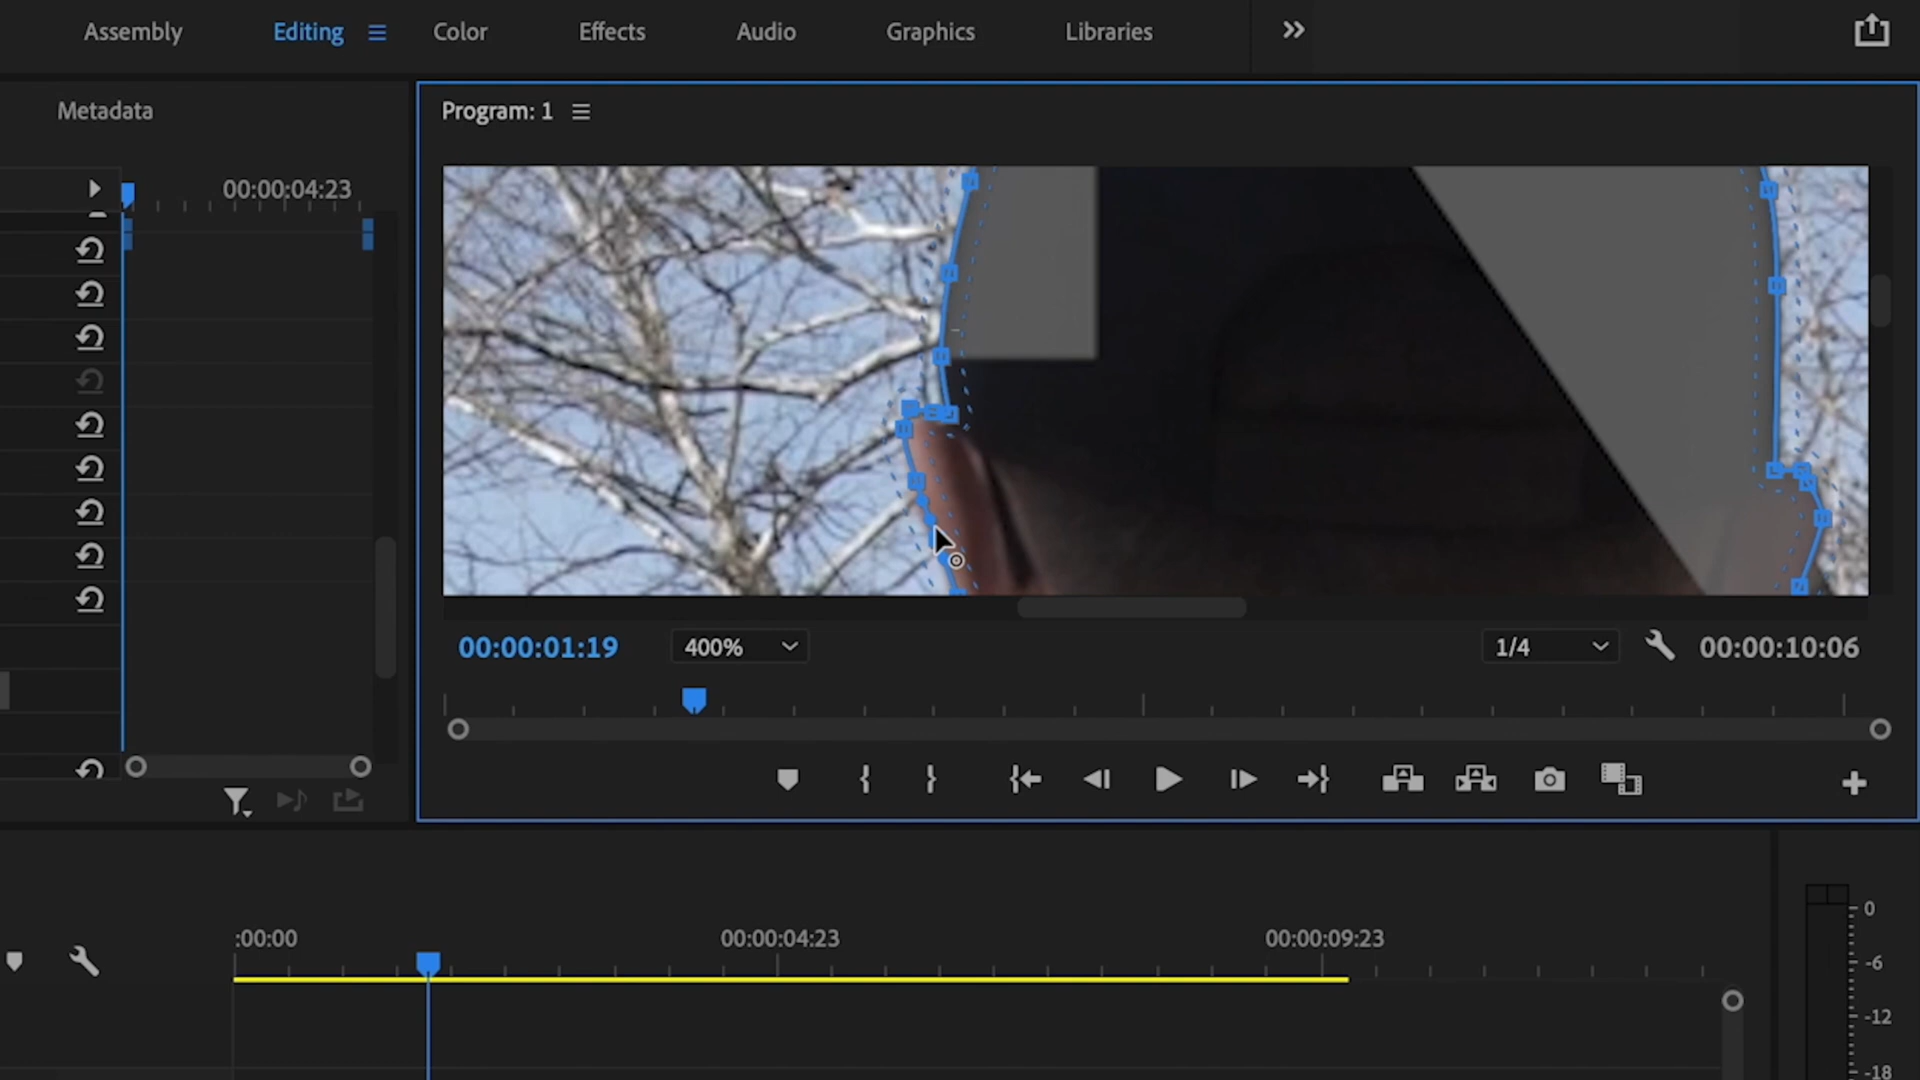 Assembly Editing Color Effects Audio Graphics Libraries
Metadata
Program: 1
00:00:04:23
00:00:01:19 400% 1/4 00:00:10:06
:00:00 00:00:04:23 00:00:09:23
0
-6
-12
-18